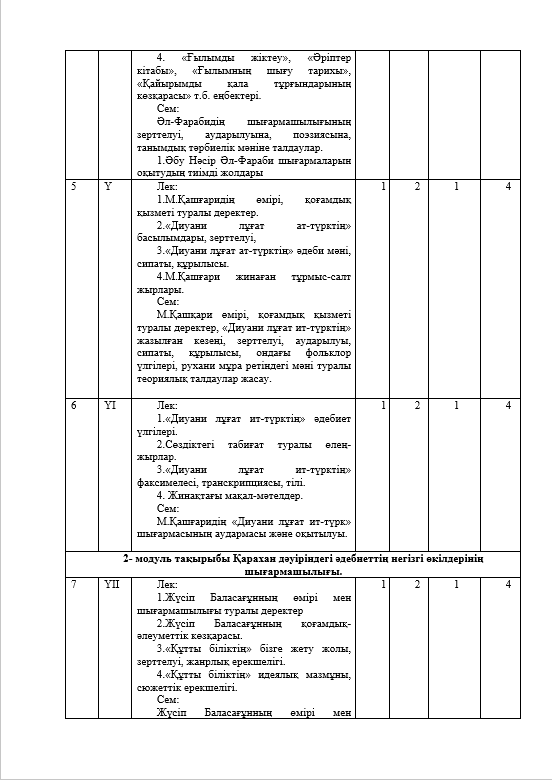 4. «Ғылымды жіктеу», «Әріптер
кітабы», «Ғылымның шығу тарихы»,
«Қайырымды қала тұрғындарының
көзқарасы» т.б. еңбектері.
Сем:
Әл-Фарабидің шығармашылығының
зерттелуі, аударылуына, поэзиясына,
танымдық тәрбиелік мәніне талдаулар.
1.Әбу Нәсір Әл-Фараби шығармаларын
оқытудың тиімді жолдары
5 Ү Лек: 1 2 1 4
1.М.Қашғаридің өмірі, қоғамдық
қызметі туралы деректер.
2.«Диуани лұғат ат-түрктің»
басылымдары, зерттелуі,
3.«Диуани лұғат ат-түрктің» әдеби мәні,
сипаты, құрылысы.
4.М.Қашғари жинаған тұрмыс-салт
жырлары.
Сем:
М.Қашқари өмірі, қоғамдық қызметі
туралы деректер, «Диуани лұғат ит-түрктің»
жазылған кезеңі, зерттелуі, аударылуы,
сипаты, құрылысы, ондағы фольклор
үлгілері, рухани мұра ретіндегі мәні туралы
теориялық талдаулар жасау.
6 ҮІ Лек: 1 2 1 4
1.«Диуани лұғат ит-түрктің» әдебиет
үлгілері.
2.Сөздіктегі табиғат туралы өлең-
жырлар.
3.«Диуани лұғат ит-түрктің»
факсимелесі, транскрипциясы, тілі.
4. Жинақтағы мақал-мәтелдер.
Сем:
М.Қашғаридің «Диуани лұғат ит-түрк»
шығармасының аудармасы және оқытылуы.
2- модуль тақырыбы Қарахан дәуіріндегі әдебиеттің негізгі өкілдерінің
шығармашылығы.
7 ҮІІ Лек: 1 2 1 4
1.Жүсіп Баласағұнның өмірі мен
шығармашылығы туралы деректер
2.Жүсіп Баласағұнның қоғамдық-
әлеуметтік көзқарасы.
3.«Құтты біліктің» бізге жету жолы,
зерттелуі, жанрлық ерекшелігі.
4.«Құтты біліктің» идеялық мазмұны,
сюжеттік ерекшелігі.
Сем:
Жүсіп Баласағұнның өмірі мен